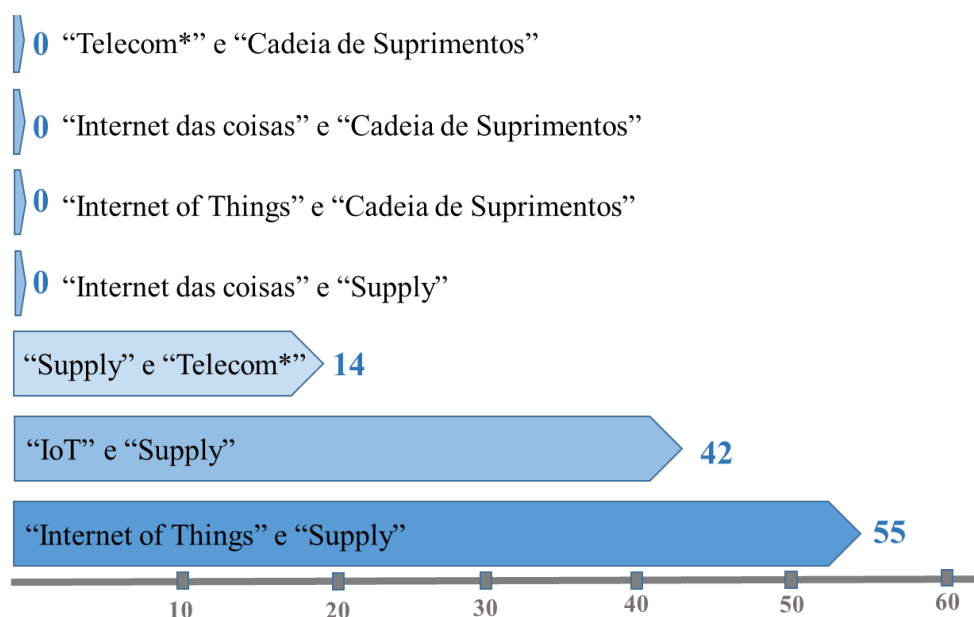 0 “Telecom*” e “Cadeia de Suprimentos”
0 “Internet das coisas” e “Cadeia de Suprimentos”
0 “Internet of Things” e “Cadeia de Suprimentos”
0 “Internet das coisas” e “Supply”
“Supply” e “Telecom*” 14
“IoT” e “Supply” 42
“Internet of Things” e “Supply” 55
10 20 30 40 50 60